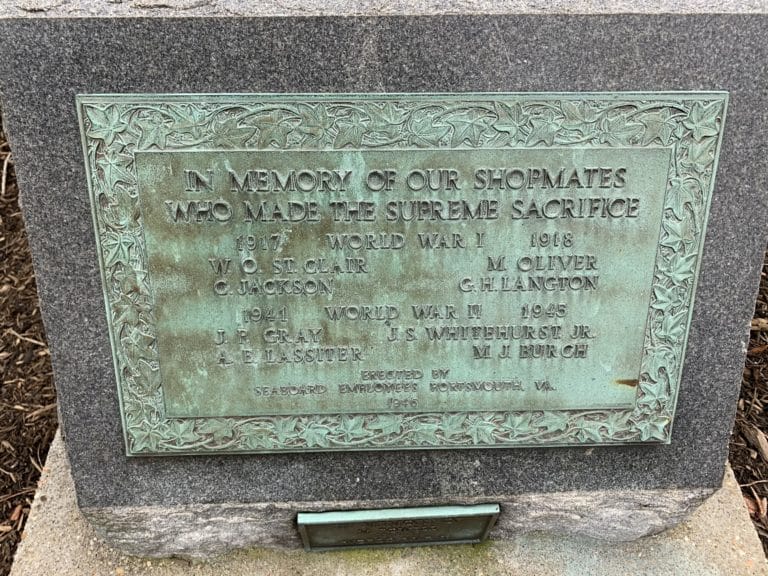 IN MEMORY OF OUR SHOPMATES
WHO MADE THE SUPREME SACRIFICE
1917 WORLD WAR I 1918
W. O. ST. CLAIR M. OLIVER
C. JACKSON G. H. LANGTON
1941 WORLD WAR II 1945
J. P. GRAY J. S. WHITEHURST, JR.
A. E. LASSITER M. J. BURCH
ERECTED BY
SEABOARD EMPLOYEES PORTSMOUTH, VA.